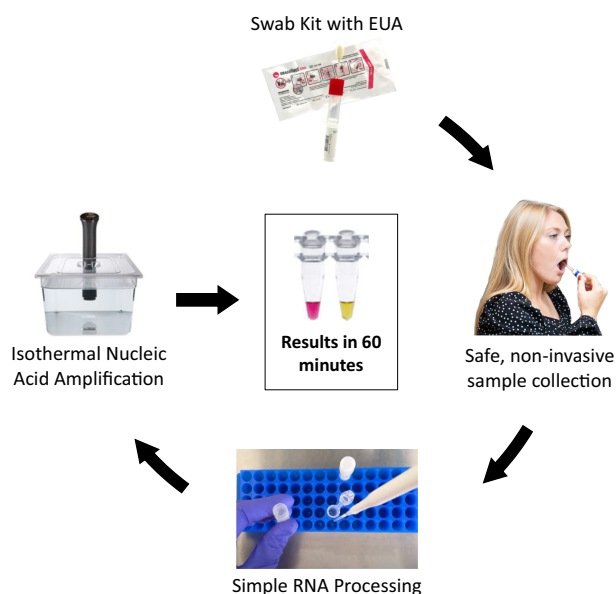 Swab Kit with EUA
Isothermal Nucleic
Acid Amplification
Results in 60
minutes
Safe, non-invasive
sample collection
Simple RNA Processing